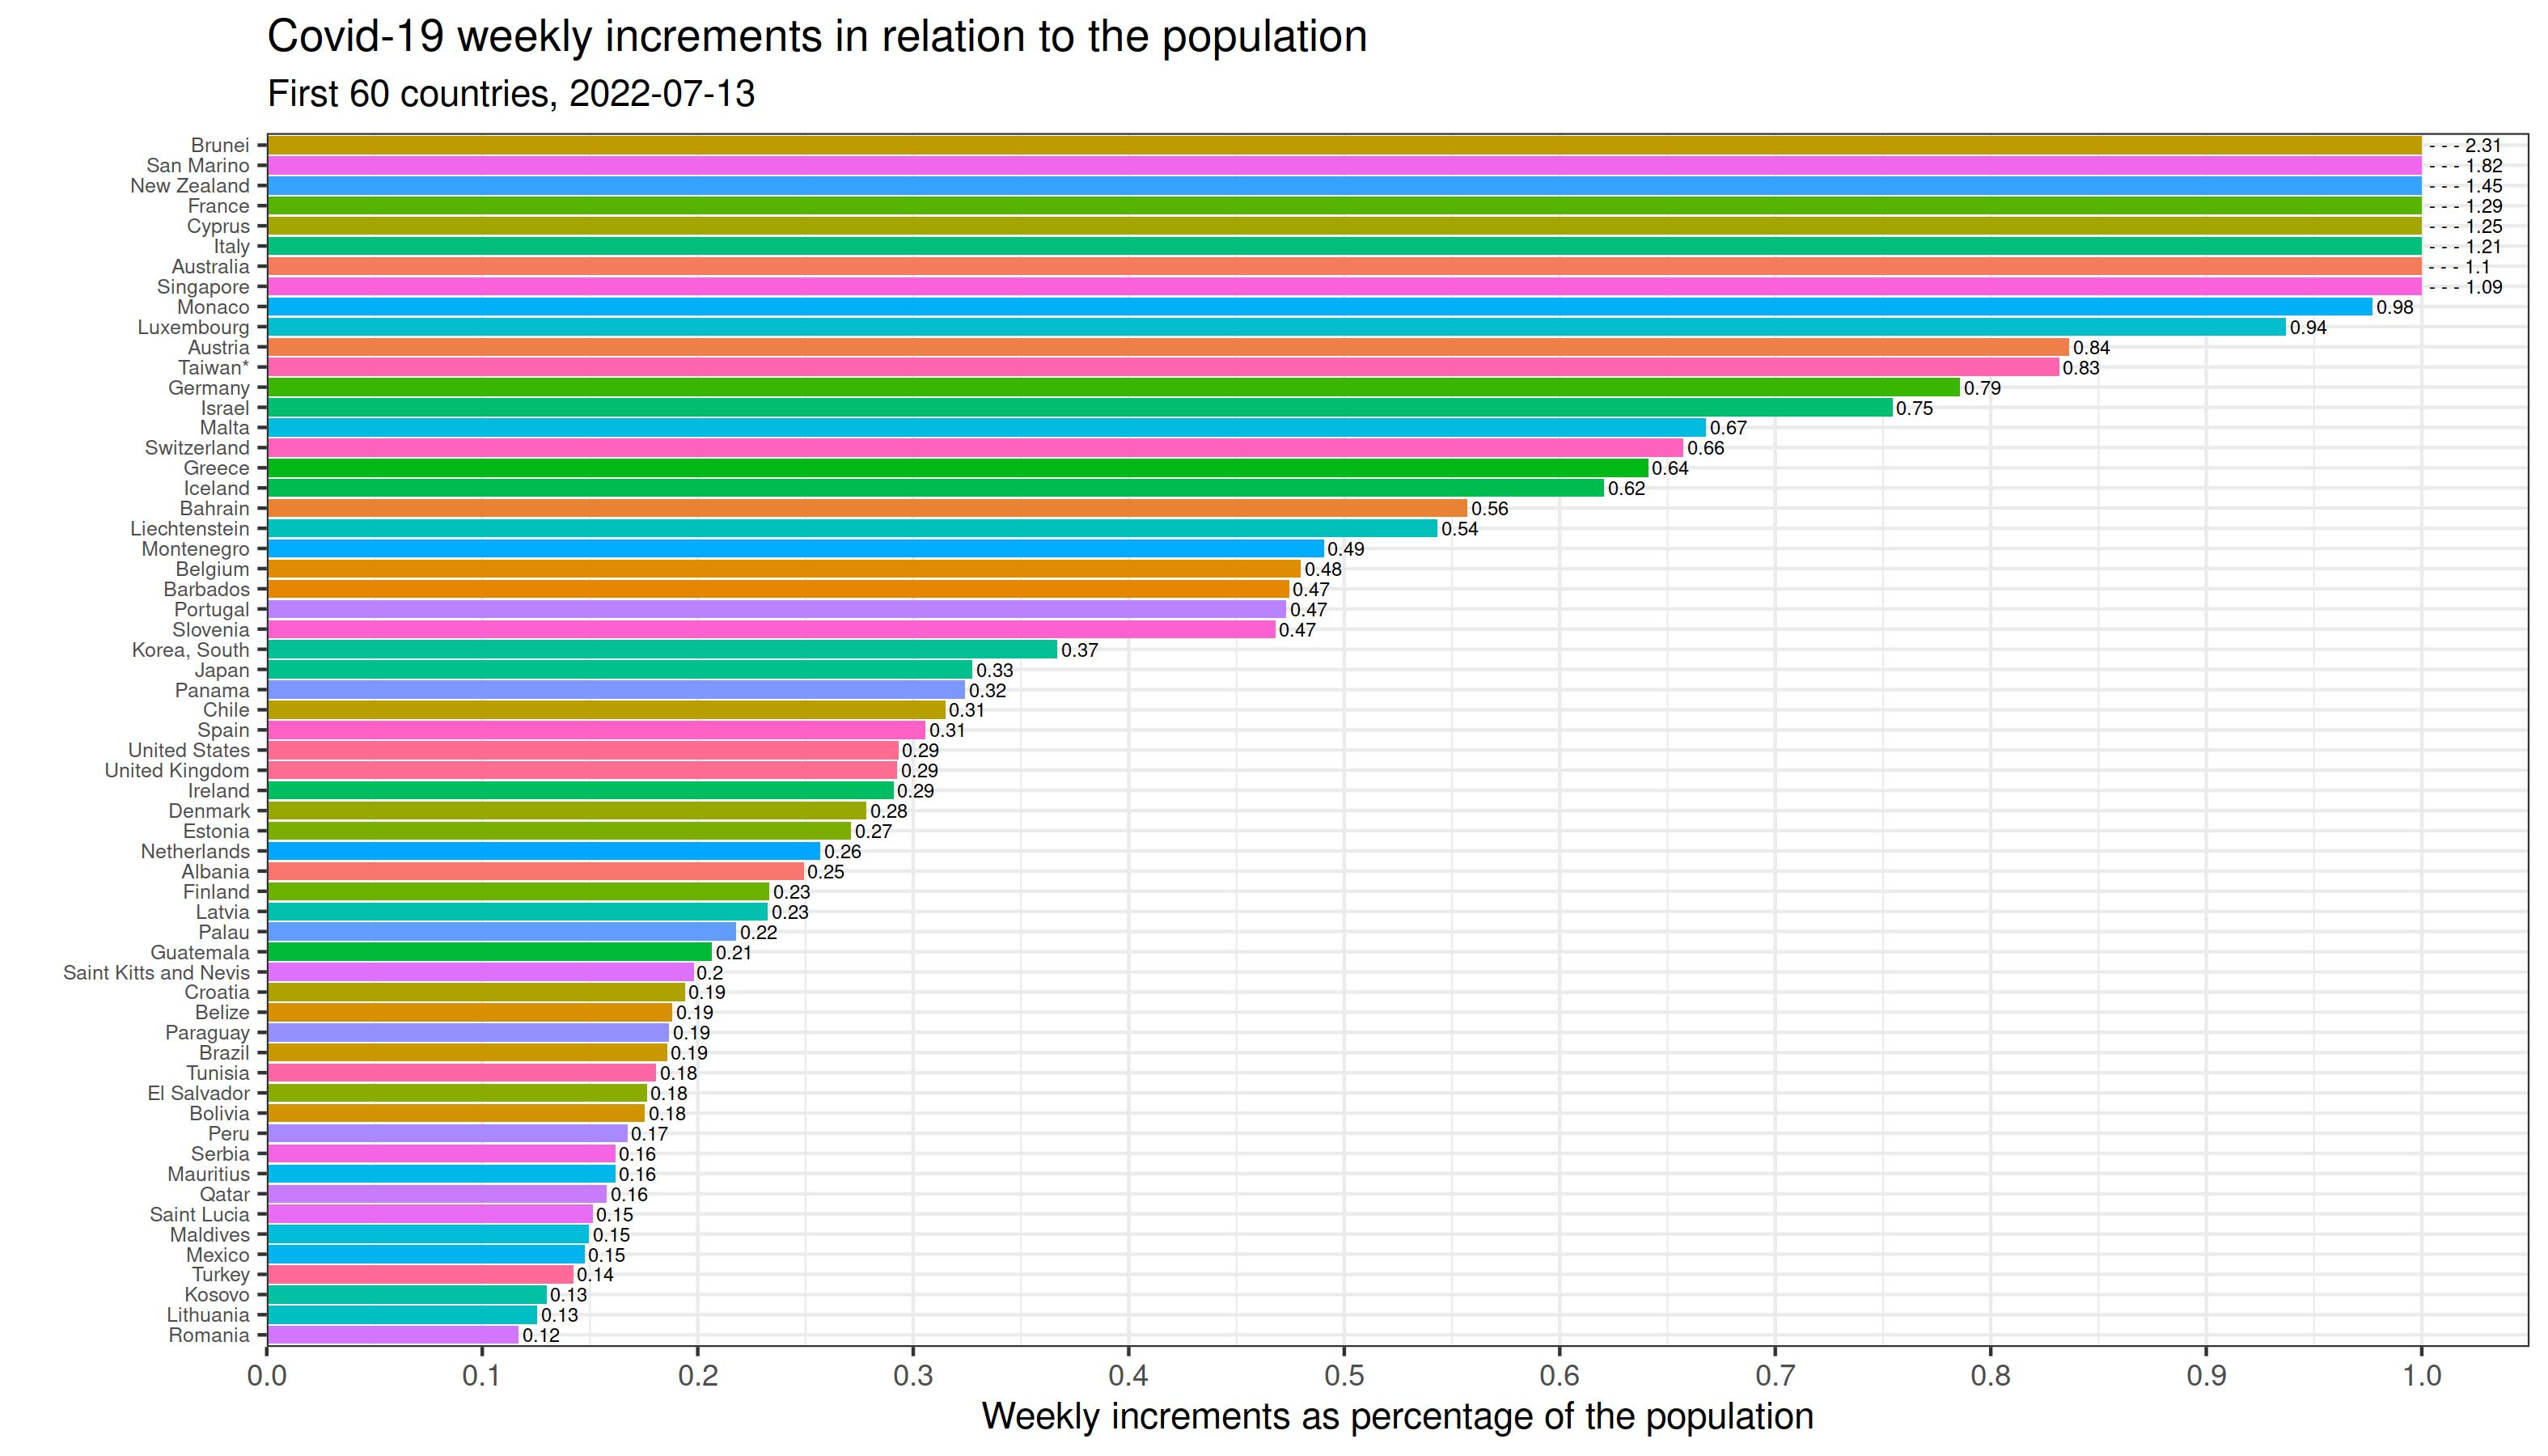 Covid-19 weekly increments in relation to the population
First 60 countries, 2022-07-13
Brunei - - - 2.31
San Marino - - - 1.82
New Zealand - - - 1.45
France - - - 1.29
Cyprus - - - 1.25
Italy - - - 1.21
Australia - - - 1.1
Singapore - - - 1.09
Monaco 0.98
Luxembourg 0.94
Austria 0.84
Taiwan* 0.83
Germany 0.79
Israel 0.75
Malta 0.67
Switzerland 0.66
Greece 0.64
Iceland 0.62
Bahrain 0.56
Liechtenstein 0.54
Montenegro 0.49
Belgium 0.48
Barbados 0.47
Portugal 0.47
Slovenia 0.47
Korea, South 0.37
Japan 0.33
Panama 0.32
Chile 0.31
Spain 0.31
United States 0.29
United Kingdom 0.29
Ireland 0.29
Denmark 0.28
Estonia 0.27
Netherlands 0.26
Albania 0.25
Finland 0.23
Latvia 0.23
Palau 0.22
Guatemala 0.21
Saint Kitts and Nevis 0.2
Croatia 0.19
Belize 0.19
Paraguay 0.19
Brazil 0.19
Tunisia 0.18
El Salvador 0.18
Bolivia 0.18
Peru 0.17
Serbia 0.16
Mauritius 0.16
Qatar 0.16
Saint Lucia 0.15
Maldives 0.15
Mexico 0.15
Turkey 0.14
Kosovo 0.13
Lithuania 0.13
Romania 0.12
0.0 0.1 0.2 0.3 0.4 0.5 0.6 0.7 0.8 0.9 1.0
Weekly increments as percentage of the population